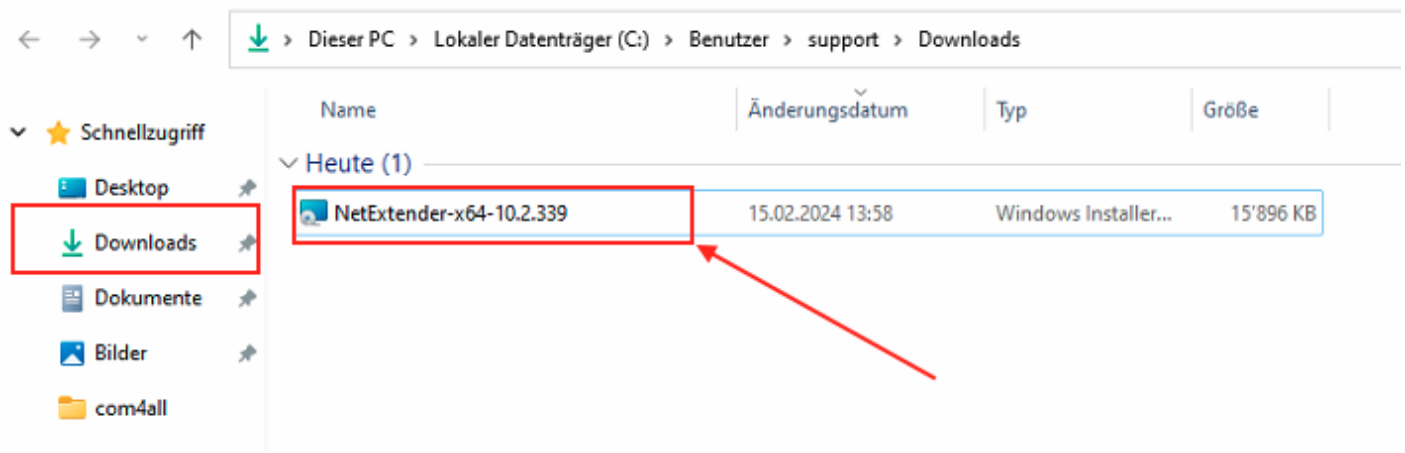 Dieser PC > Lokaler Datenträger (C:) > Benutzer > support > Downloads
Name Änderungsdatum Typ Größe
Schnellzugriff
Heute (1)
Desktop
NetExtender-x64-10.2.339 15.02.2024 13:58 Windows Installer... 15'896 KB
Downloads
Dokumente
Bilder
com4all